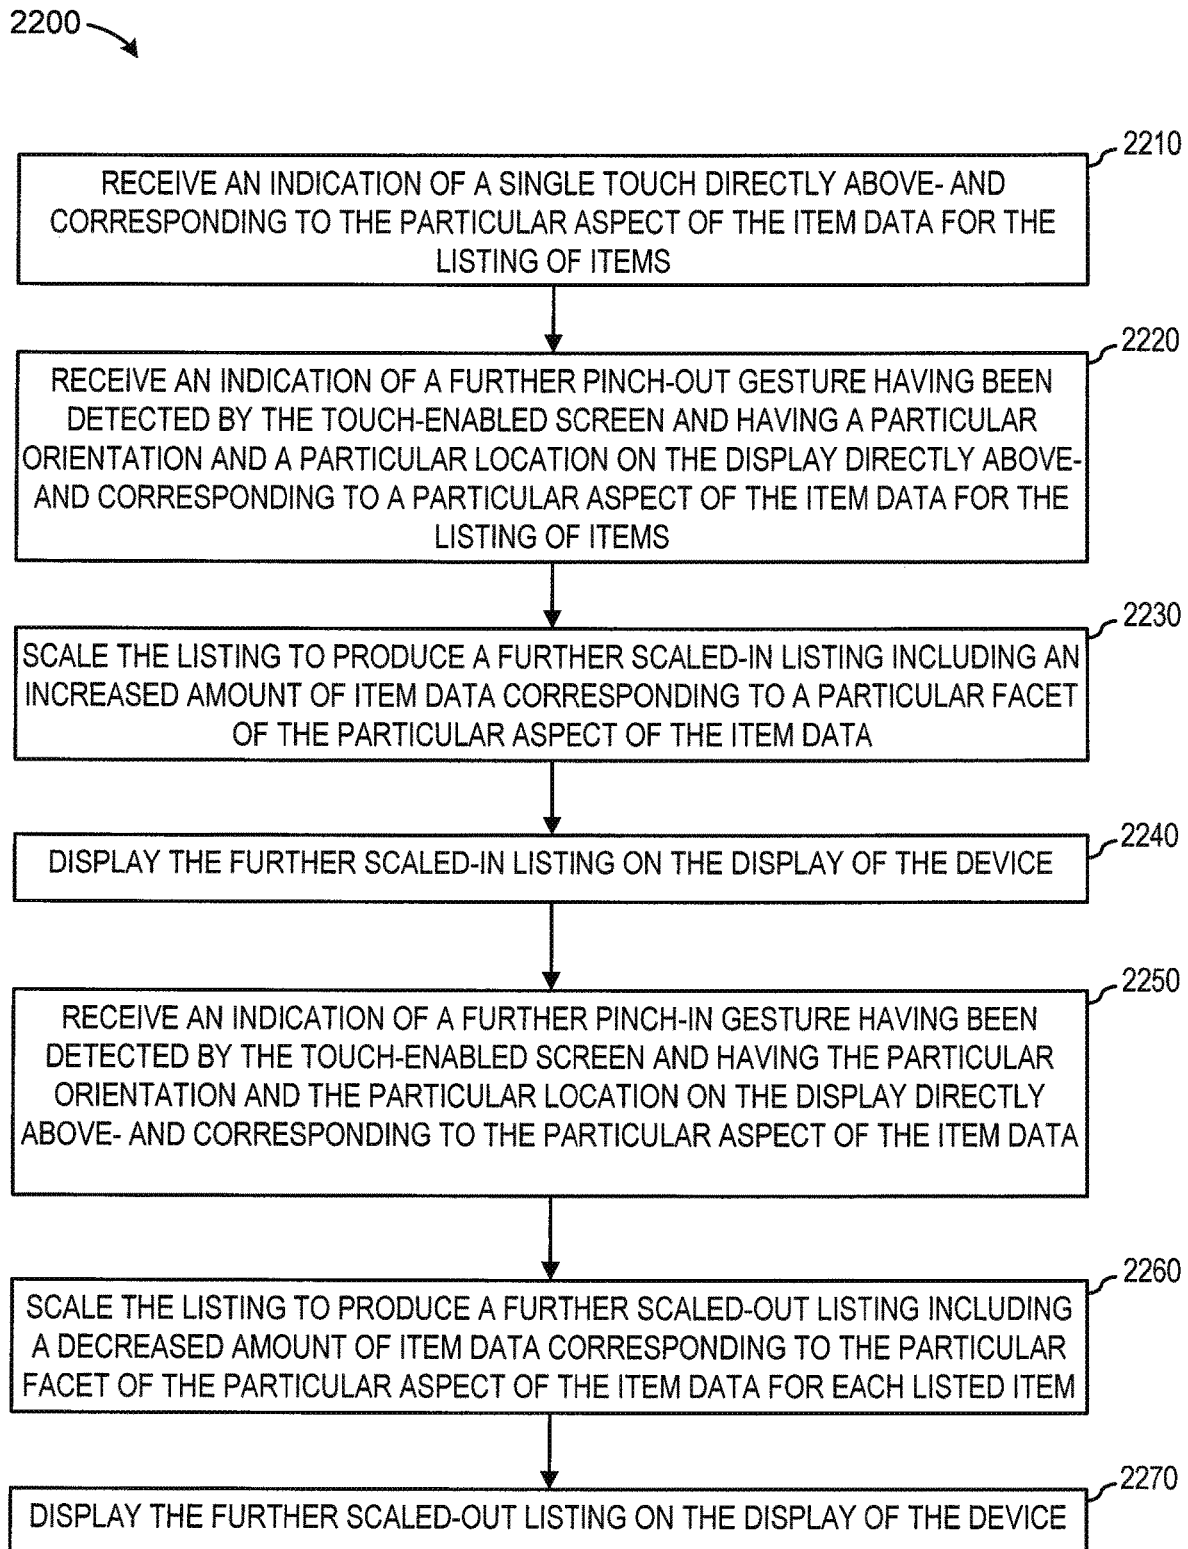 2200
2210
RECEIVE AN INDICATION OF A SINGLE TOUCH DIRECTLY ABOVE- AND
CORRESPONDING TO THE PARTICULAR ASPECT OF THE ITEM DATA FOR THE
LISTING OF ITEMS
2220
RECEIVE AN INDICATION OF A FURTHER PINCH-OUT GESTURE HAVING BEEN
DETECTED BY THE TOUCH-ENABLED SCREEN AND HAVING A PARTICULAR
ORIENTATION AND A PARTICULAR LOCATION ON THE DISPLAY DIRECTLY ABOVE-
AND CORRESPONDING TO A PARTICULAR ASPECT OF THE ITEM DATA FOR THE
LISTING OF ITEMS
2230
SCALE THE LISTING TO PRODUCE A FURTHER SCALED-IN LISTING INCLUDING AN
INCREASED AMOUNT OF ITEM DATA CORRESPONDING TO A PARTICULAR FACET
OF THE PARTICULAR ASPECT OF THE ITEM DATA
2240
DISPLAY THE FURTHER SCALED-IN LISTING ON THE DISPLAY OF THE DEVICE
2250
RECEIVE AN INDICATION OF A FURTHER PINCH-IN GESTURE HAVING BEEN
DETECTED BY THE TOUCH-ENABLED SCREEN AND HAVING THE PARTICULAR
ORIENTATION AND THE PARTICULAR LOCATION ON THE DISPLAY DIRECTLY
ABOVE- AND CORRESPONDING TO THE PARTICULAR ASPECT OF THE ITEM DATA
2260
SCALE THE LISTING TO PRODUCE A FURTHER SCALED-OUT LISTING INCLUDING
A DECREASED AMOUNT OF ITEM DATA CORRESPONDING TO THE PARTICULAR
FACET OF THE PARTICULAR ASPECT OF THE ITEM DATA FOR EACH LISTED ITEM
2270
DISPLAY THE FURTHER SCALED-OUT LISTING ON THE DISPLAY OF THE DEVICE